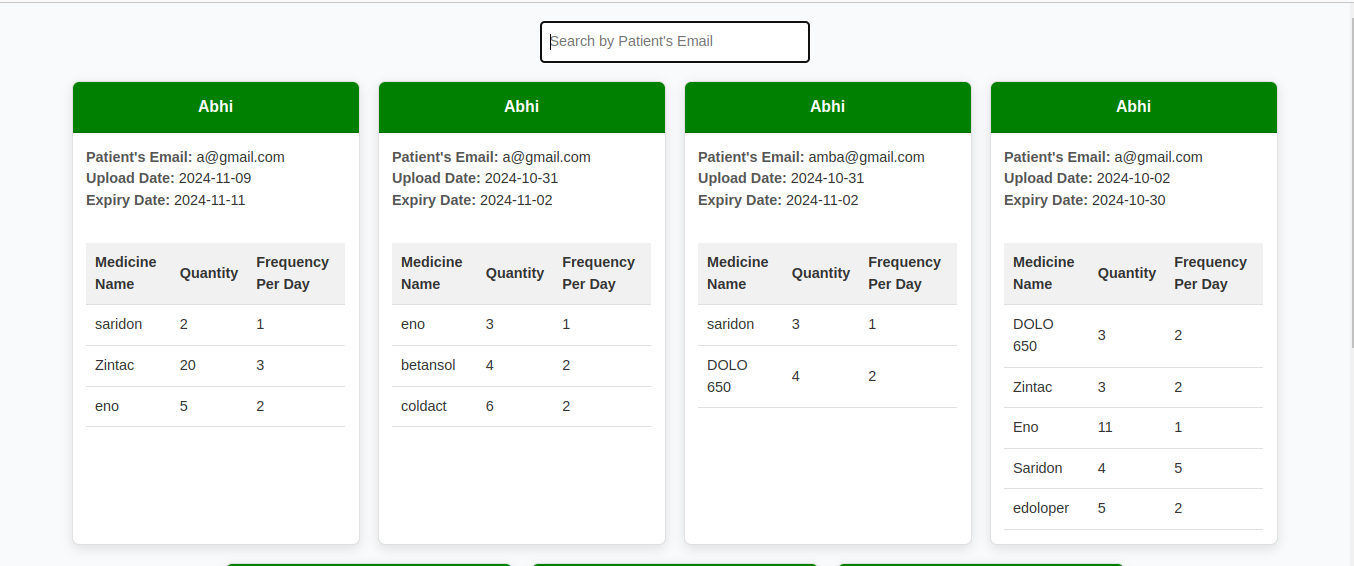 Search by Patient's Email
Abhi
Patient's Email: a@gmail.com
Upload Date: 2024-11-09
Expiry Date: 2024-11-11
Medicine Name Quantity Frequency Per Day
saridon 2 1
Zintac 20 3
eno 5 2
Abhi
Patient's Email: a@gmail.com
Upload Date: 2024-10-31
Expiry Date: 2024-11-02
Medicine Name Quantity Frequency Per Day
eno 3 1
betansol 4 2
coldact 6 2
Abhi
Patient's Email: amba@gmail.com
Upload Date: 2024-10-31
Expiry Date: 2024-11-02
Medicine Name Quantity Frequency Per Day
saridon 3 1
DOLO 650 4 2
Abhi
Patient's Email: a@gmail.com
Upload Date: 2024-10-02
Expiry Date: 2024-10-30
Medicine Name Quantity Frequency Per Day
DOLO 650 3 2
Zintac 3 2
Eno 11 1
Saridon 4 5
edoloper 5 2